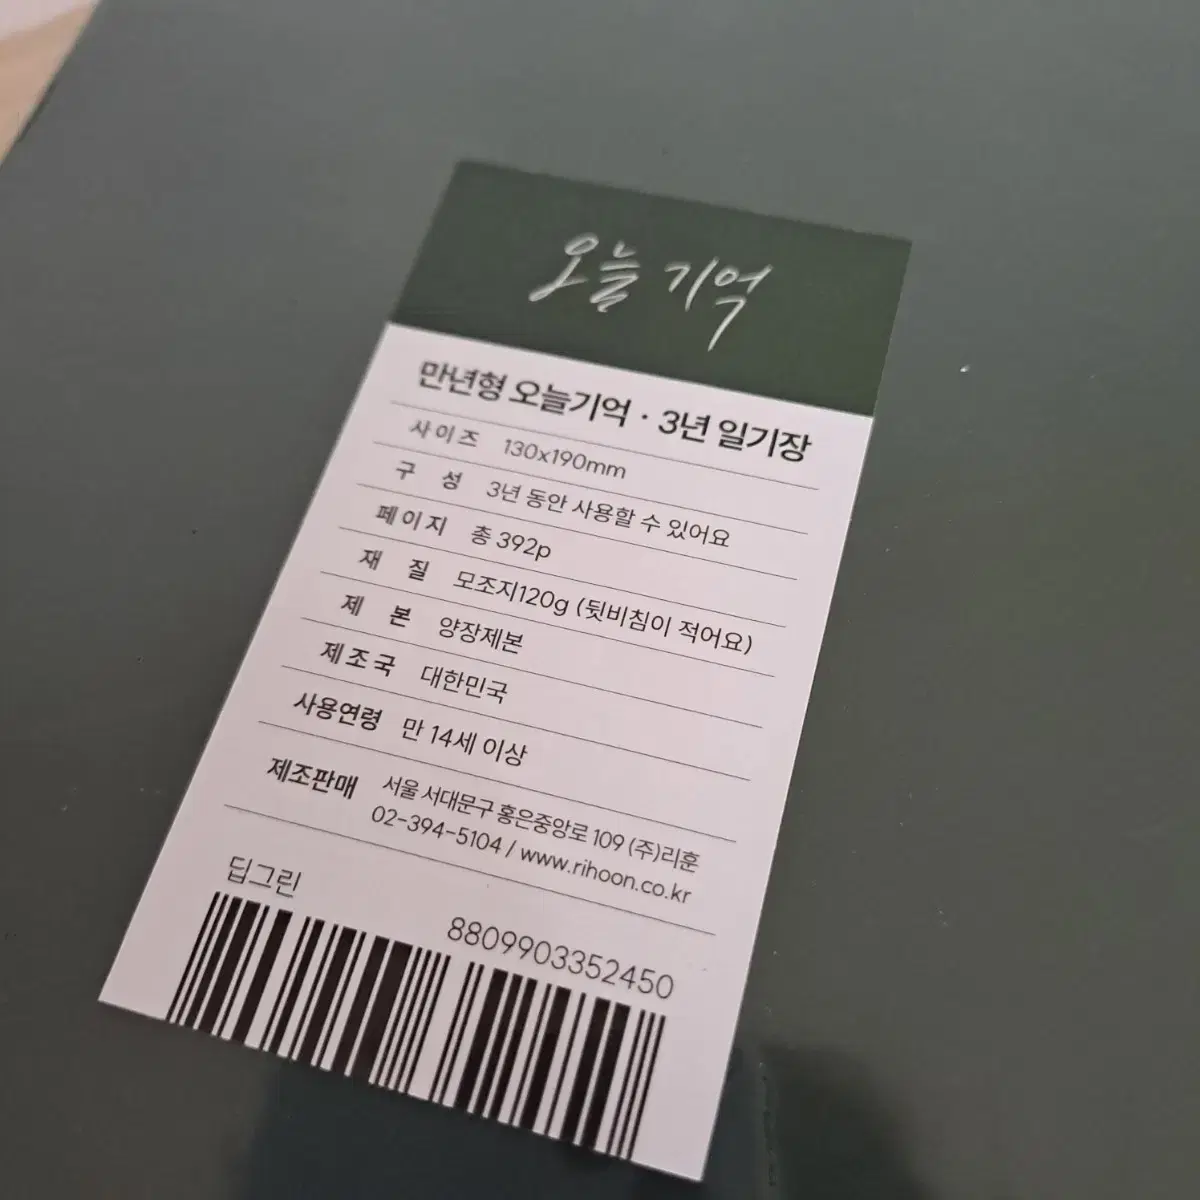 오늘 기억
만년형 오늘기억 · 3년 일기장
사이즈 130x190mm
구 성 3년 동안 사용할 수 있어요
페이지 총 392p
재 질 모조지120g (뒷비침이 적어요)
제 본 양장제본
제조국 대한민국
사용연령 만 14세 이상
제조판매 서울 서대문구 홍은중앙로 109 (주)리훈
02-394-5104 / www.rihoon.co.kr
딥그린
8809903352450